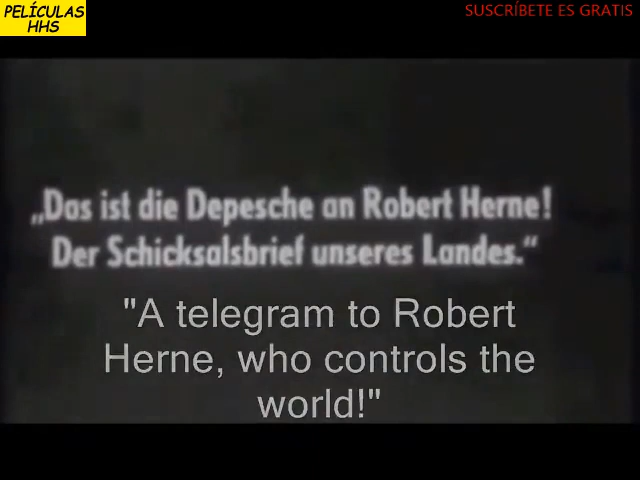 PELÍCULAS
HHS
SUSCRÍBETE ES GRATIS
„Das ist die Depesche an Robert Herne!
Der Schicksalsbrief unseres Landes.“
"A telegram to Robert
Herne, who controls the
world!"